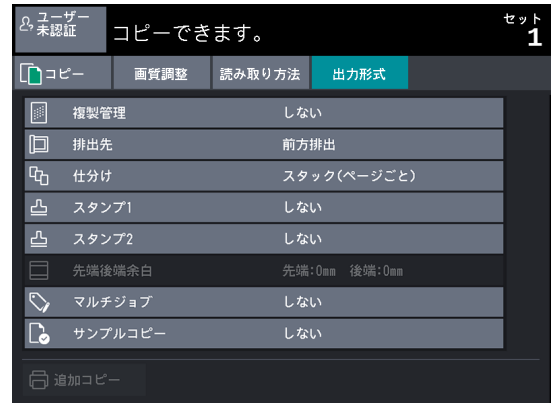 ユーザー
未認証
コピーできます。
セット
1
コピー
画質調整
読み取り方法
出力形式
複製管理 しない
排出先 前方排出
仕分け スタック(ページごと)
スタンプ1 しない
スタンプ2 しない
先端後端余白 先端:0mm 後端:0mm
マルチジョブ しない
サンプルコピー しない
追加コピー